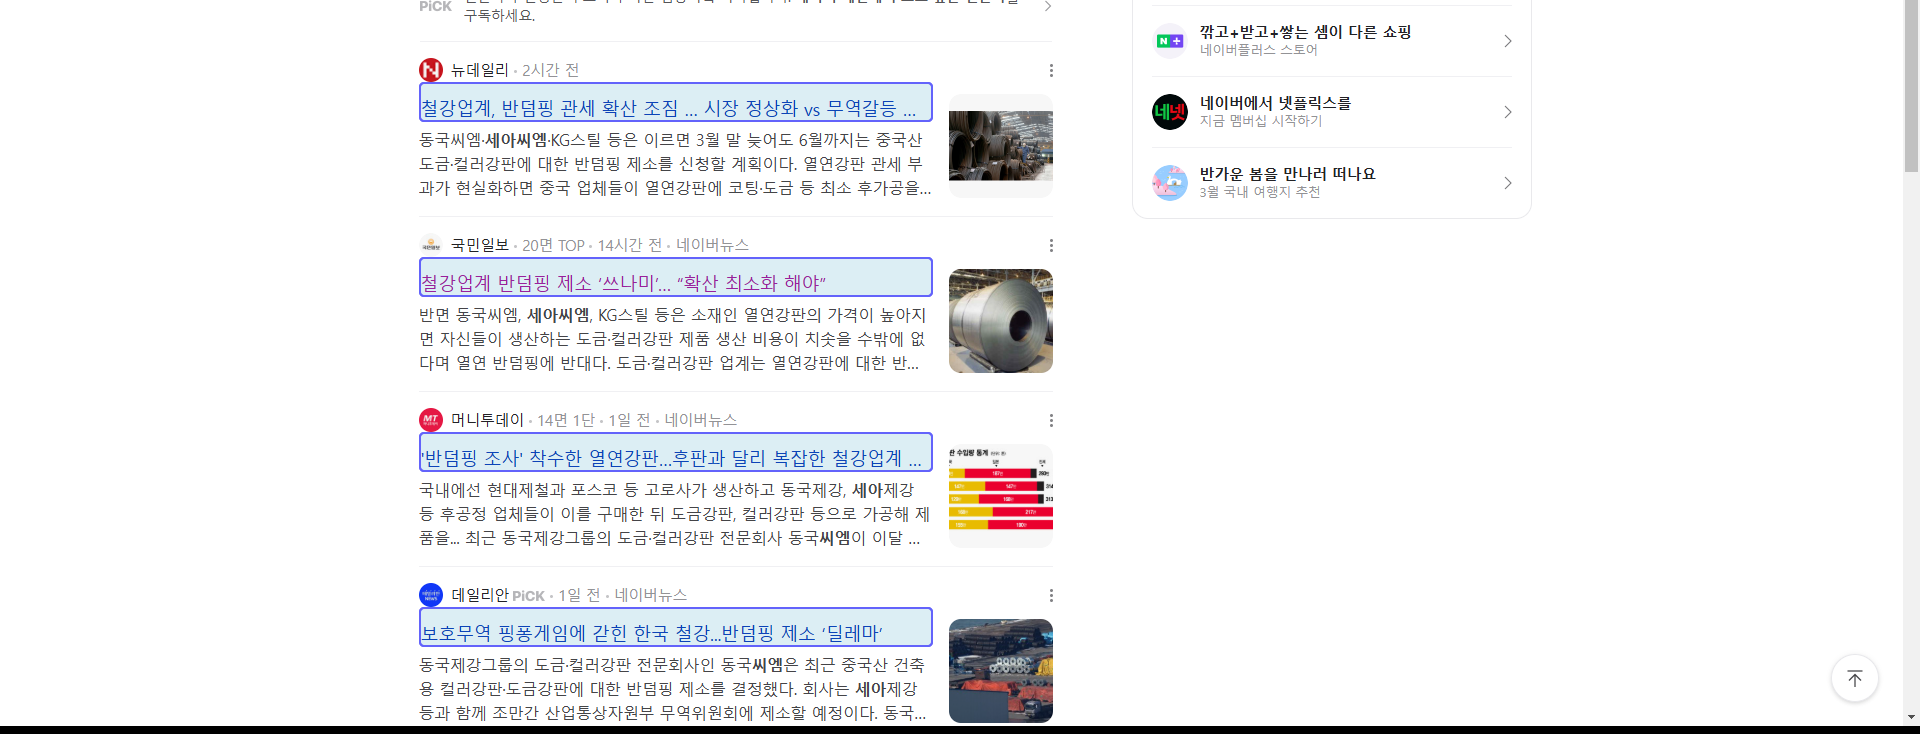 PiCK
구독하세요.
뉴데일리 · 2시간 전
철강업계, 반덤핑 관세 확산 조짐 ... 시장 정상화 vs 무역갈등 ...
동국씨엠·세아씨엠·KG스틸 등은 이르면 3월 말 늦어도 6월까지는 중국산
도금·컬러강판에 대한 반덤핑 제소를 신청할 계획이다. 열연강판 관세 부
과가 현실화하면 중국 업체들이 열연강판에 코팅·도금 등 최소 후가공을...
국민일보 · 20면 TOP · 14시간 전 · 네이버뉴스
철강업계 반덤핑 제소 ‘쓰나미’… “확산 최소화 해야”
반면 동국씨엠, 세아씨엠, KG스틸 등은 소재인 열연강판의 가격이 높아지
면 자신들이 생산하는 도금·컬러강판 제품 생산 비용이 치솟을 수밖에 없
다며 열연 반덤핑에 반대다. 도금·컬러강판 업계는 열연강판에 대한 반...
MT
머니투데이 · 14면 1단 · 1일 전 · 네이버뉴스
'반덤핑 조사' 착수한 열연강판...후판과 달리 복잡한 철강업계 ...
국내에선 현대제철과 포스코 등 고로사가 생산하고 동국제강, 세아제강
등 후공정 업체들이 이를 구매한 뒤 도금강판, 컬러강판 등으로 가공해 제
품을... 최근 동국제강그룹의 도금·컬러강판 전문회사 동국씨엠이 이달 ...
산 수입량 통계
데일리안 PiCK · 1일 전 · 네이버뉴스
보호무역 핑퐁게임에 갇힌 한국 철강...반덤핑 제소 ‘딜레마’
동국제강그룹의 도금·컬러강판 전문회사인 동국씨엠은 최근 중국산 건축
용 컬러강판·도금강판에 대한 반덤핑 제소를 결정했다. 회사는 세아제강
등과 함께 조만간 산업통상자원부 무역위원회에 제소할 예정이다. 동국...
N +
깎고+받고+쌓는 셈이 다른 쇼핑
네이버플러스 스토어
네넷
네이버에서 넷플릭스를
지금 멤버십 시작하기
반가운 봄을 만나러 떠나요
3월 국내 여행지 추천